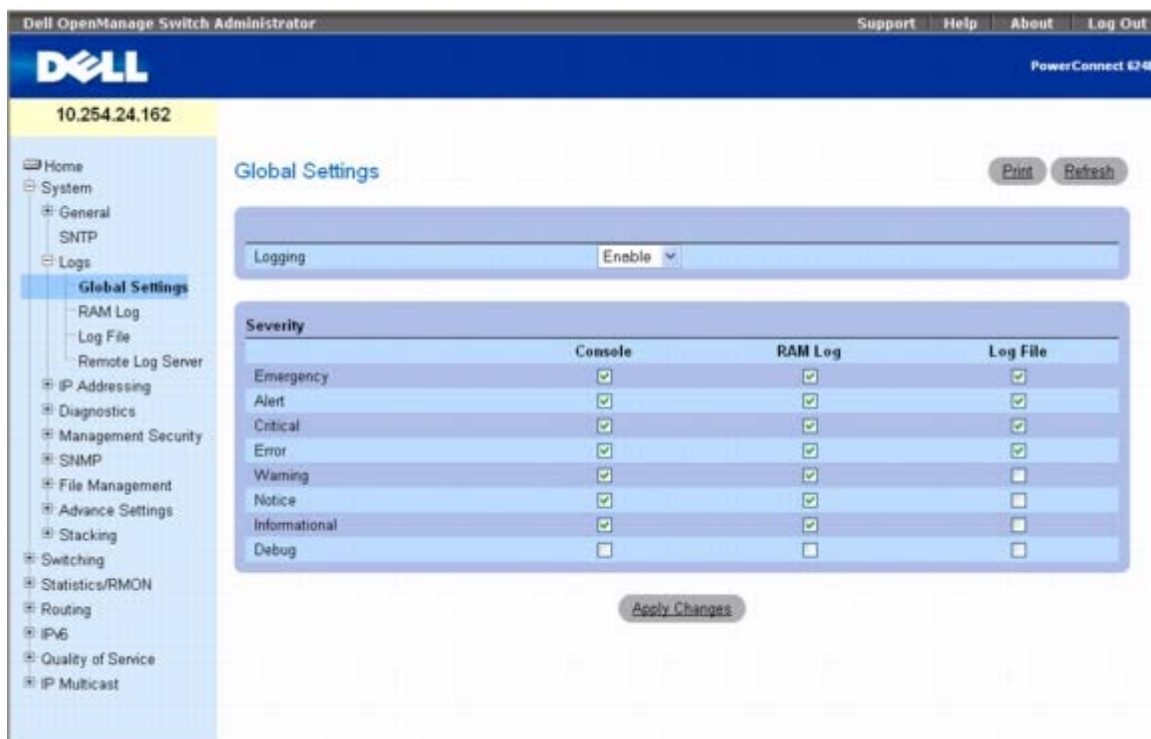 Dell OpenManage Switch Administrator
Support Help About Log Out
DELL
PowerConnect 6248
10.254.24.162
Home
System
General
SNTP
Logs
Global Settings
RAM Log
Log File
Remote Log Server
IP Addressing
Diagnostics
Management Security
SNMP
File Management
Advance Settings
Stacking
Switching
Statistics/RMON
Routing
IPv6
Quality of Service
IP Multicast
Global Settings
Print Refresh
Logging Enable
Severity
Console RAM Log Log File
Emergency
Alert
Critical
Error
Warning
Notice
Informational
Debug
Apply Changes